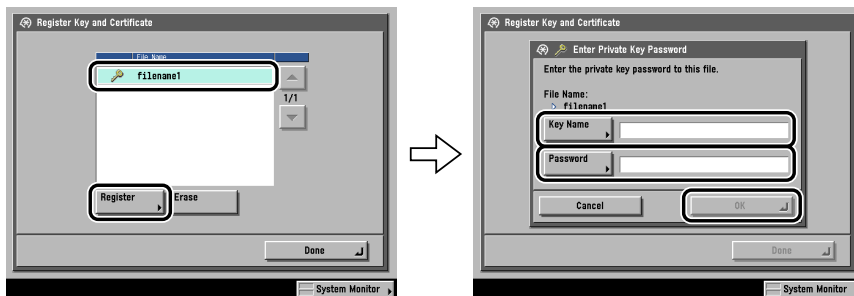 Register Key and Certificate
File Name
filename1
1/1
Register
Erase
Done
System Monitor
Register Key and Certificate
Enter Private Key Password
Enter the private key password to this file.
File Name:
filename1
Key Name
Password
Cancel
OK
Done
System Monitor